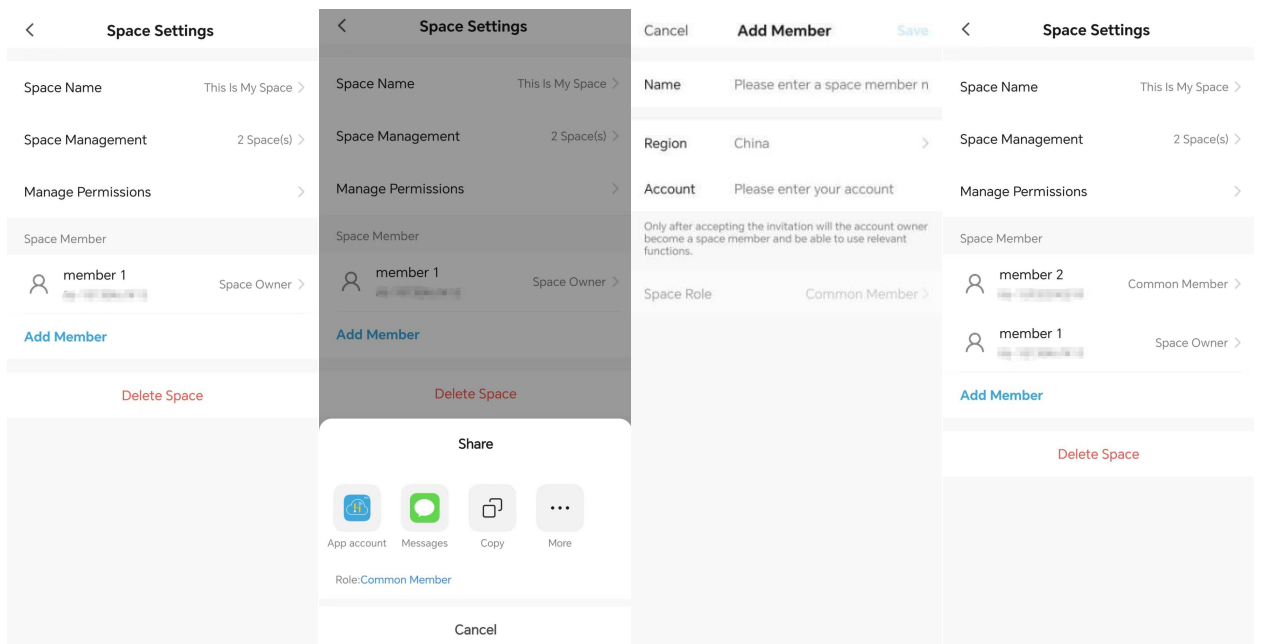 Space Settings
Space Name This Is My Space
Space Management 2 Space(s)
Manage Permissions
Space Member
member 1
Space Owner
Add Member
Delete Space
Space Settings
Space Name This Is My Space
Space Management 2 Space(s)
Manage Permissions
Space Member
member 1
Space Owner
Add Member
Delete Space
Share
App account Messages Copy More
Role:Common Member
Cancel
Cancel Add Member Save
Name Please enter a space member n
Region China
Account Please enter your account
Only after accepting the invitation will the account owner
become a space member and be able to use relevant
functions.
Space Role Common Member
Space Settings
Space Name This Is My Space
Space Management 2 Space(s)
Manage Permissions
Space Member
member 2
Common Member
member 1
Space Owner
Add Member
Delete Space